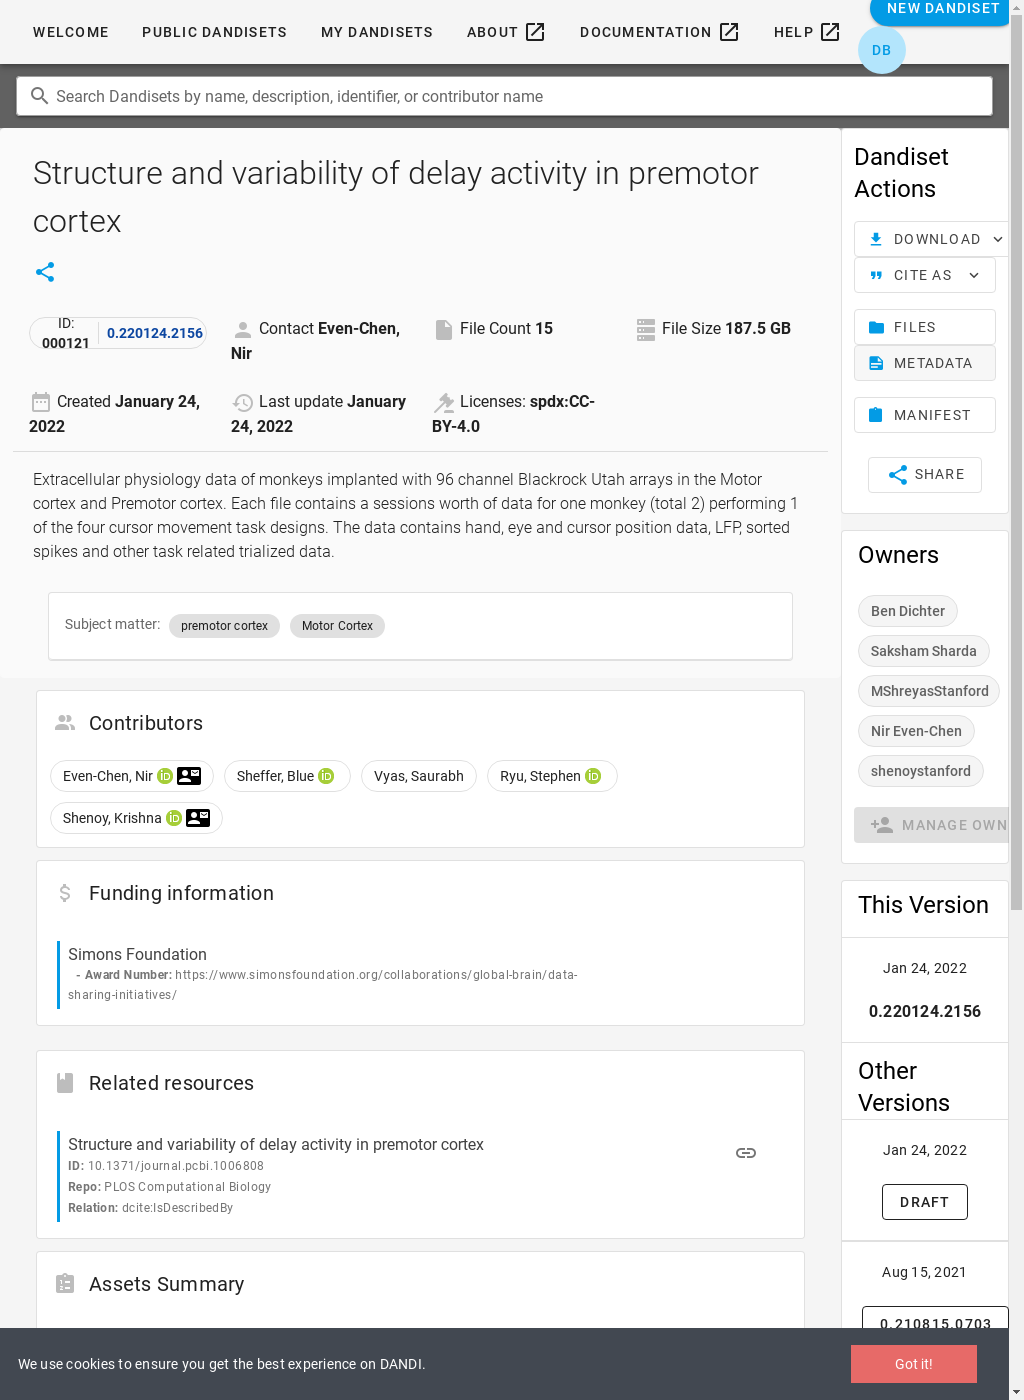 WELCOME
PUBLIC DANDISETS
MY DANDISETS
ABOUT
DOCUMENTATION
HELP
NEW DANDISET
DB
Search Dandisets by name, description, identifier, or contributor name
Structure and variability of delay activity in premotor
cortex
ID:
000121
0.220124.2156
Contact Even-Chen,
Nir
File Count 15
File Size 187.5 GB
Created January 24,
2022
Last update January
24, 2022
Licenses: spdx:CC-
BY-4.0
Extracellular physiology data of monkeys implanted with 96 channel Blackrock Utah arrays in the Motor
cortex and Premotor cortex. Each file contains a sessions worth of data for one monkey (total 2) performing 1
of the four cursor movement task designs. The data contains hand, eye and cursor position data, LFP, sorted
spikes and other task related trialized data.
Subject matter:
premotor cortex
Motor Cortex
Contributors
Even-Chen, Nir iD
Sheffer, Blue iD
Vyas, Saurabh
Ryu, Stephen iD
Shenoy, Krishna iD
Funding information
Simons Foundation
- Award Number: https://www.simonsfoundation.org/collaborations/global-brain/data-
sharing-initiatives/
Related resources
Structure and variability of delay activity in premotor cortex
ID: 10.1371/journal.pcbi.1006808
Repo: PLOS Computational Biology
Relation: dcite:IsDescribedBy
Assets Summary
Dandiset
Actions
DOWNLOAD
CITE AS
FILES
METADATA
MANIFEST
SHARE
Owners
Ben Dichter
Saksham Sharda
MShreyasStanford
Nir Even-Chen
shenoystanford
MANAGE OWN
This Version
Jan 24, 2022
0.220124.2156
Other
Versions
Jan 24, 2022
DRAFT
Aug 15, 2021
0.210815.0703
We use cookies to ensure you get the best experience on DANDI.
Got it!